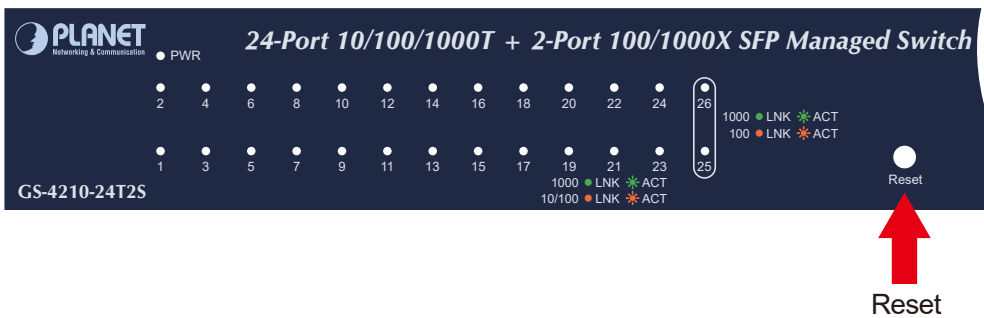 PLANET
Networking & Communication
24-Port 10/100/1000T + 2-Port 100/1000X SFP Managed Switch
PWR
2 4 6 8 10 12 14 16 18 20 22 24 26
1000 LNK ACT
100 LNK ACT
1 3 5 7 9 11 13 15 17 19 21 23 25
1000 LNK ACT
10/100 LNK ACT
Reset
GS-4210-24T2S
Reset